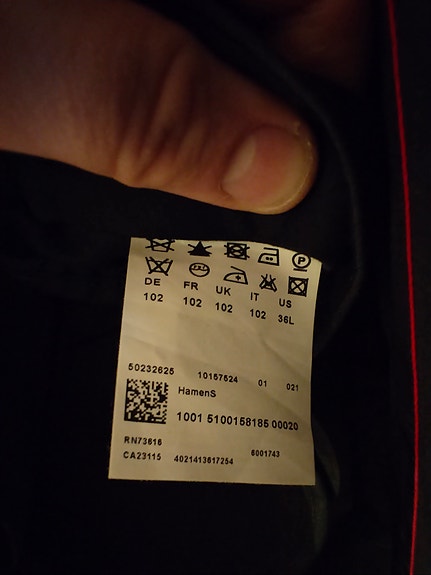 P
DE FR UK IT US
102 102 102 102 36L
50232625 10157524 01 021
HamenS
1001 5100158185 00020
RN73616
CA23115 4021413617254 6001743